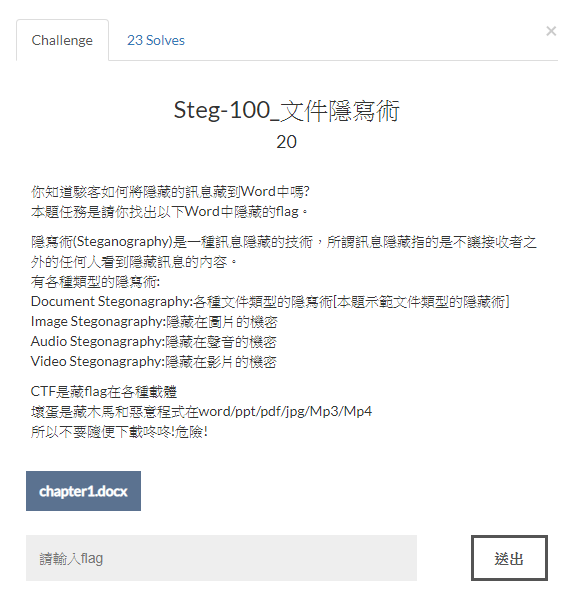 Challenge
23 Solves
×
Steg-100_文件隱寫術
20
你知道駭客如何將隱藏的訊息藏到Word中嗎?
本題任務是請你找出以下Word中隱藏的flag。
隱寫術(Steganography)是一種訊息隱藏的技術，所謂訊息隱藏指的是不讓接收者之
外的任何人看到隱藏訊息的內容。
有各種類型的隱寫術:
Document Stegonagraphy:各種文件類型的隱寫術[本題示範文件類型的隱藏術]
Image Stegonagraphy:隱藏在圖片的機密
Audio Stegonagraphy:隱藏在聲音的機密
Video Stegonagraphy:隱藏在影片的機密
CTF是藏flag在各種載體
壞蛋是藏木馬和惡意程式在word/ppt/pdf/jpg/Mp3/Mp4
所以不要隨便下載咚咚!危險!
chapter1.docx
請輸入flag
送出